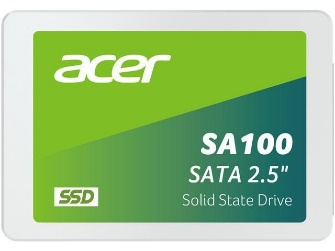 acer
SA100
SATA 2.5"
SSD
Solid State Drive